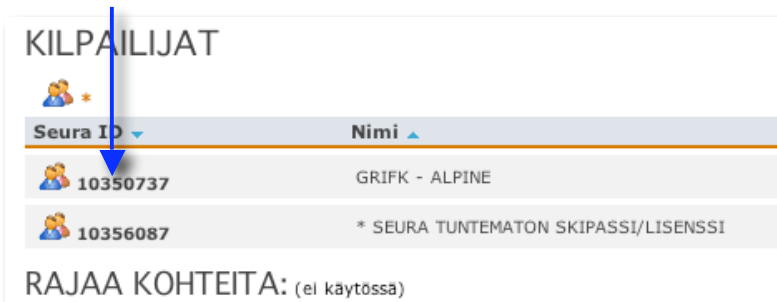 KILPAILIJAT
*
Seura ID Nimi
10350737 GRIFK - ALPINE
10356087 * SEURA TUNTEMATON SKIPASSI/LISENSSI
RAJAA KOHTEITA: (ei käytössä)